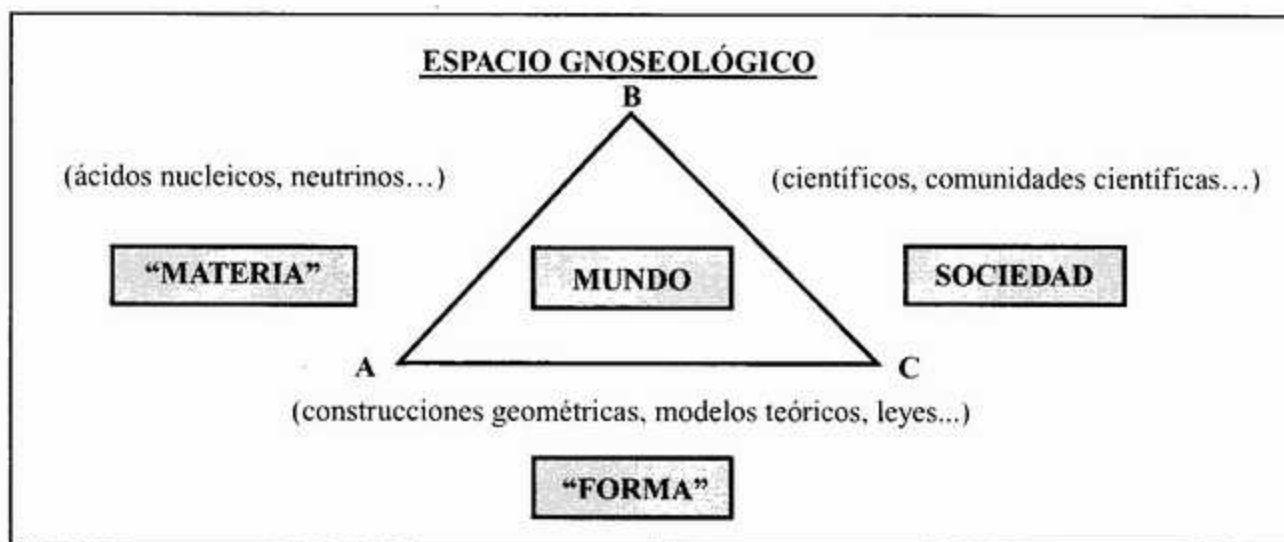 ESPACIO GNOSEOLÓGICO
B
(ácidos nucleicos, neutrinos…)
(científicos, comunidades científicas…)
“MATERIA”
MUNDO
SOCIEDAD
A
C
(construcciones geométricas, modelos teóricos, leyes...)
“FORMA”